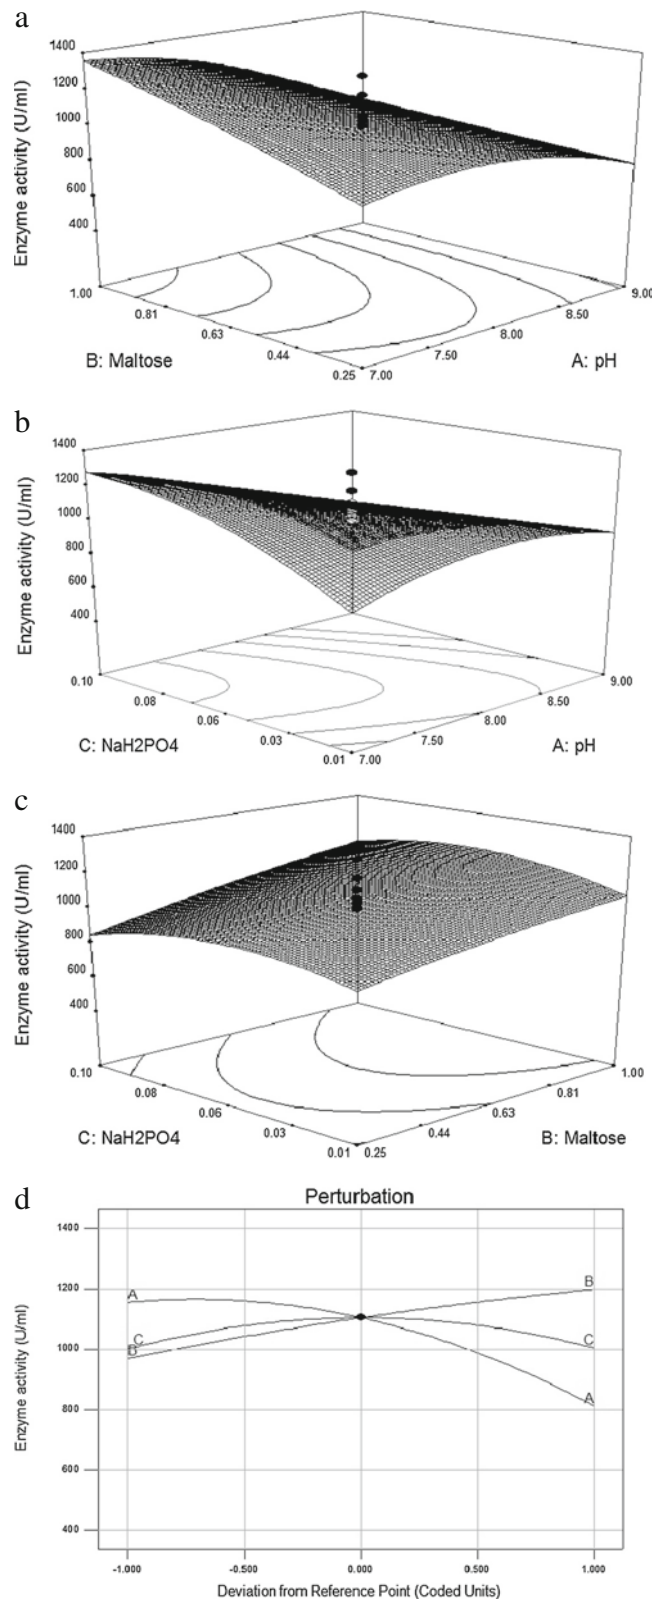 a
1400
1200
1000
800
600
400
Enzyme activity (U/ml)
1.00
0.81
0.63
0.44
0.25
7.00
7.50
8.00
8.50
9.00
B: Maltose
A: pH
b
1400
1200
1000
800
600
400
Enzyme activity (U/ml)
0.10
0.08
0.06
0.03
0.01
7.00
7.50
8.00
8.50
9.00
C: NaH2PO4
A: pH
c
1400
1200
1000
800
600
400
Enzyme activity (U/ml)
0.10
0.08
0.06
0.03
0.01
0.25
0.44
0.63
0.81
1.00
C: NaH2PO4
B: Maltose
d
Perturbation
1400
1200
1000
800
600
400
Enzyme activity (U/ml)
A
C
B
B
C
A
-1.000
-0.500
0.000
0.500
1.000
Deviation from Reference Point (Coded Units)